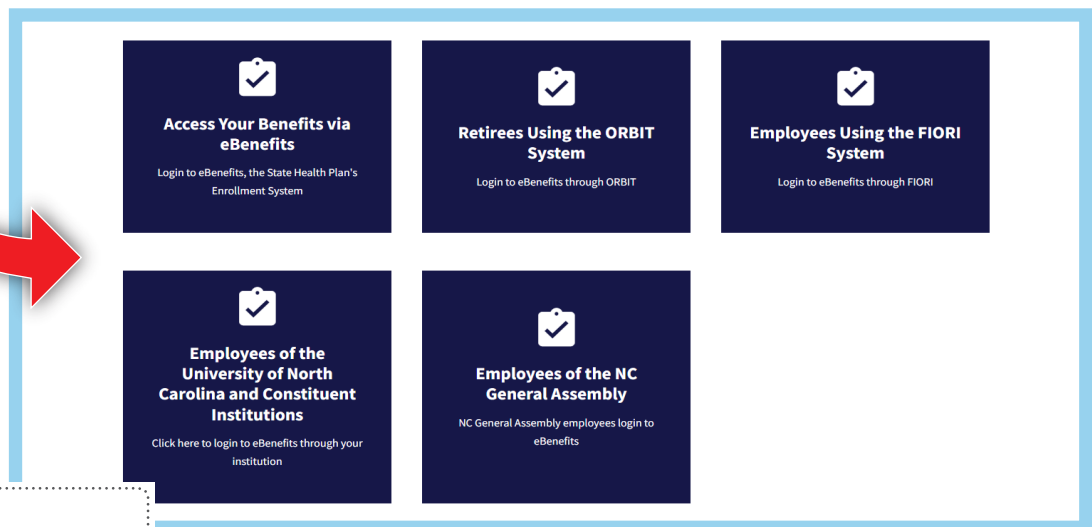 Access Your Benefits via
eBenefits
Login to eBenefits, the State Health Plan's
Enrollment System
Retirees Using the ORBIT
System
Login to eBenefits through ORBIT
Employees Using the FIORI
System
Login to eBenefits through FIORI
Employees of the
University of North
Carolina and Constituent
Institutions
Click here to login to eBenefits through your
institution
Employees of the NC
General Assembly
NC General Assembly employees login to
eBenefits